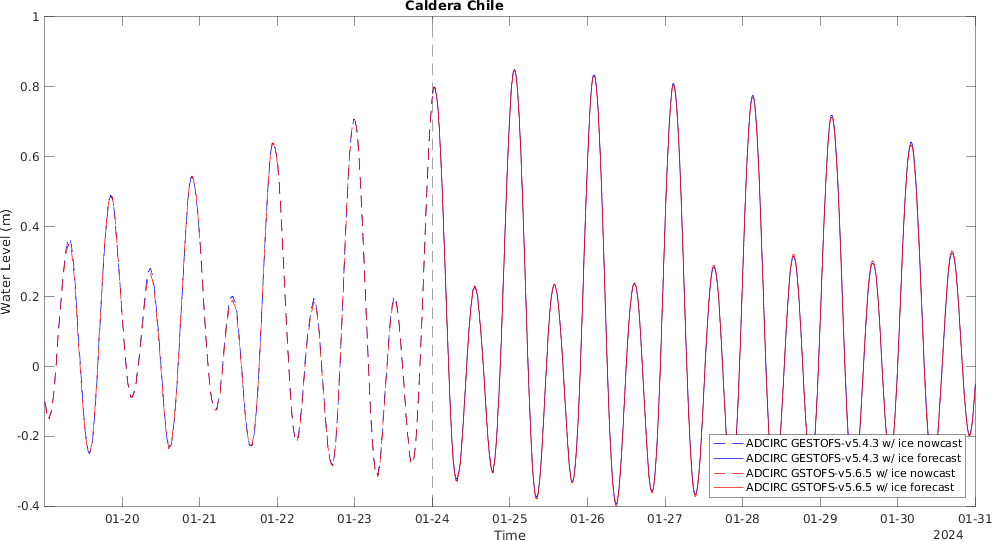 Caldera Chile
Water Level (m)
1
0.8
0.6
0.4
0.2
0
-0.2
-0.4
ADCIRC GESTOFS-v5.4.3 w/ ice nowcast
ADCIRC GESTOFS-v5.4.3 w/ ice forecast
ADCIRC GSTOFS-v5.6.5 w/ ice nowcast
ADCIRC GSTOFS-v5.6.5 w/ ice forecast
01-20 01-21 01-22 01-23 01-24 01-25 01-26 01-27 01-28 01-29 01-30 01-31
Time
2024